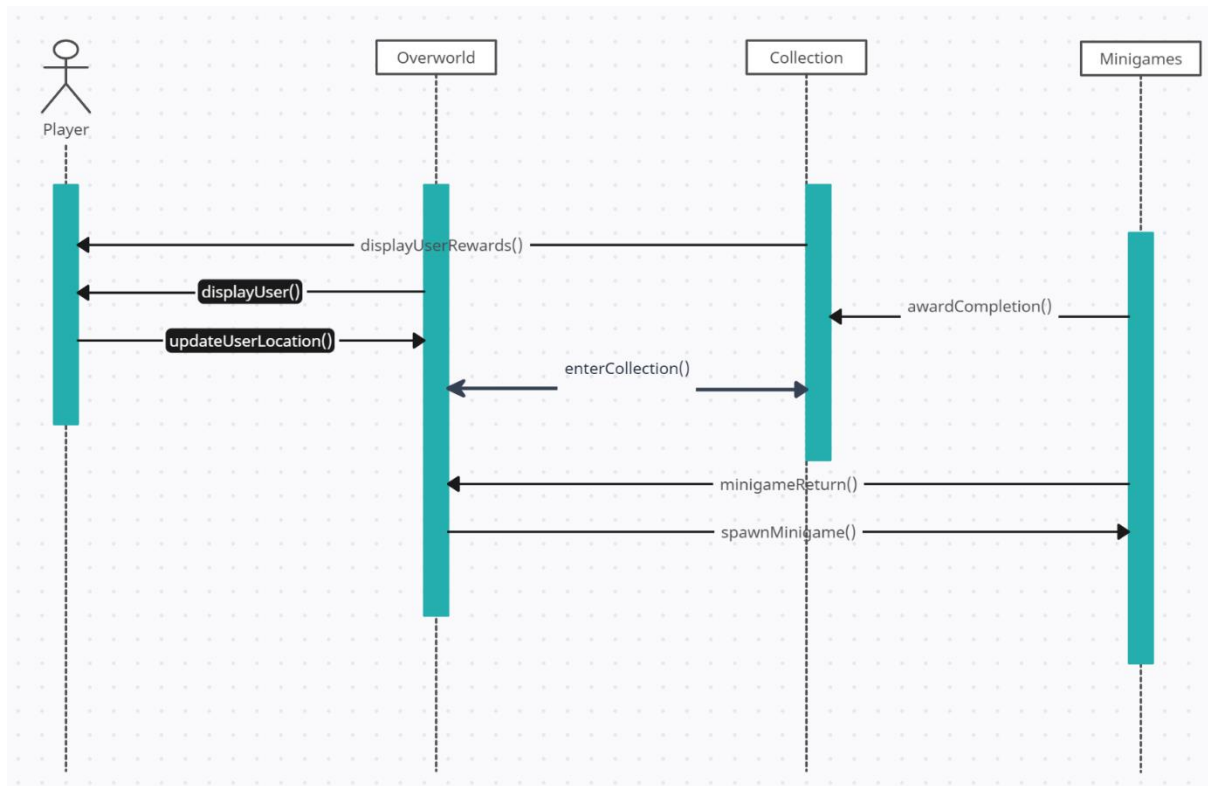 Player
Overworld
Collection
Minigames
displayUserRewards()
displayUser()
awardCompletion()
updateUserLocation()
enterCollection()
minigameReturn()
spawnMinigame()